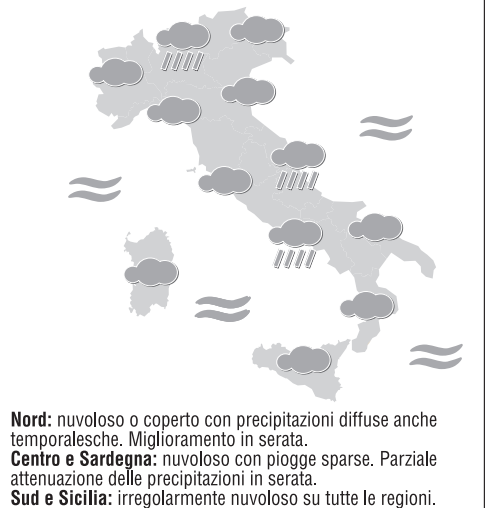 Nord: nuvoloso o coperto con precipitazioni diffuse anche
temporalesche. Miglioramento in serata.
Centro e Sardegna: nuvoloso con piogge sparse. Parziale
attenuazione delle precipitazioni in serata.
Sud e Sicilia: irregolarmente nuvoloso su tutte le regioni.